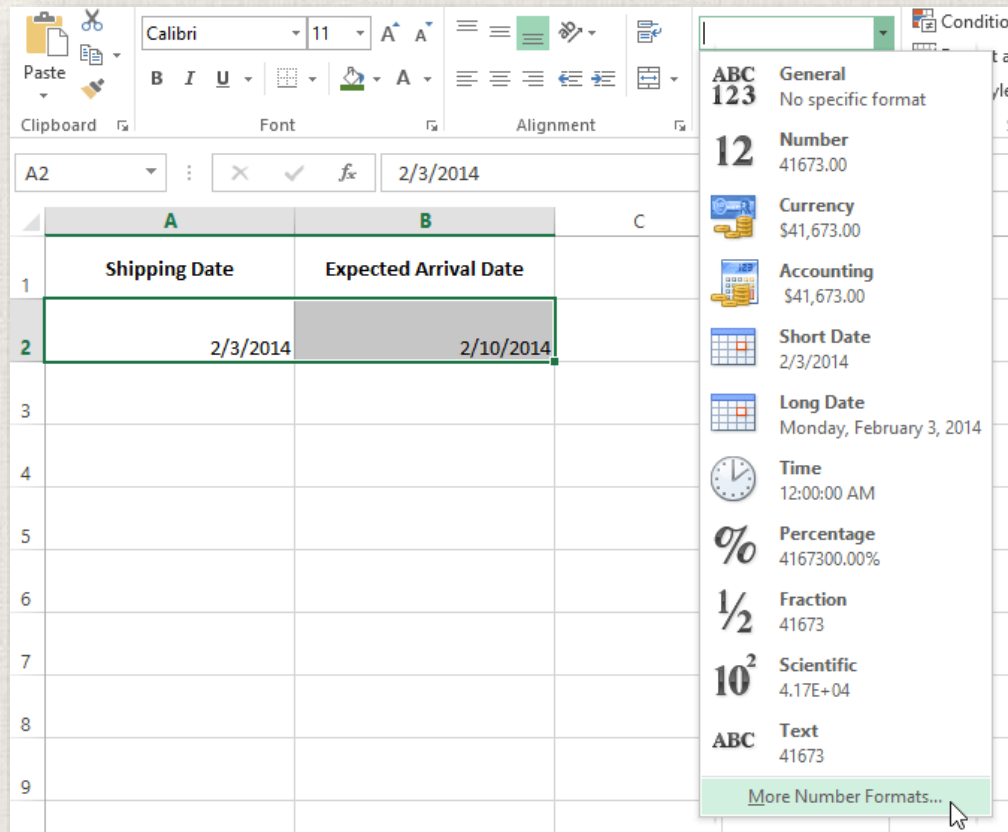 Calibri
11
A A
Conditio
Paste
B I U
A
t a
yle
Clipboard
Font
Alignment
A2
fx
2/3/2014
A
B
C
1
Shipping Date
Expected Arrival Date
2
2/3/2014
2/10/2014
3
4
5
6
7
8
9
ABC
123
General
No specific format
12
Number
41673.00
Currency
$41,673.00
123
Accounting
$41,673.00
Short Date
2/3/2014
Long Date
Monday, February 3, 2014
Time
12:00:00 AM
%
Percentage
4167300.00%
1/2
Fraction
41673
10²
Scientific
4.17E+04
ABC
Text
41673
More Number Formats...